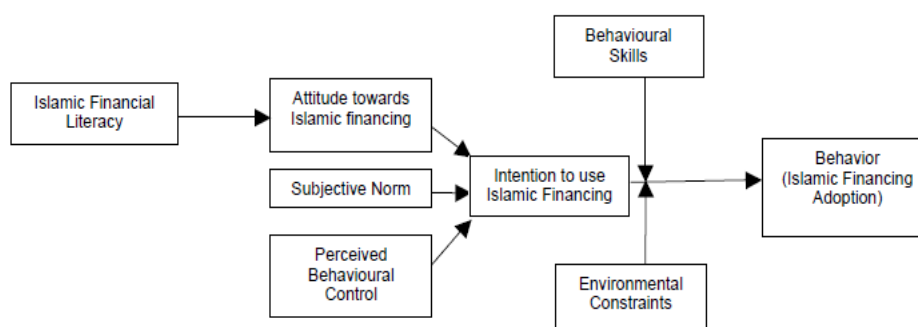 Behavioural
Skills
Islamic Financial
Literacy
Attitude towards
Islamic financing
Subjective Norm
Perceived
Behavioural
Control
Intention to use
Islamic Financing
Behavior
(Islamic Financing
Adoption)
Environmental
Constraints